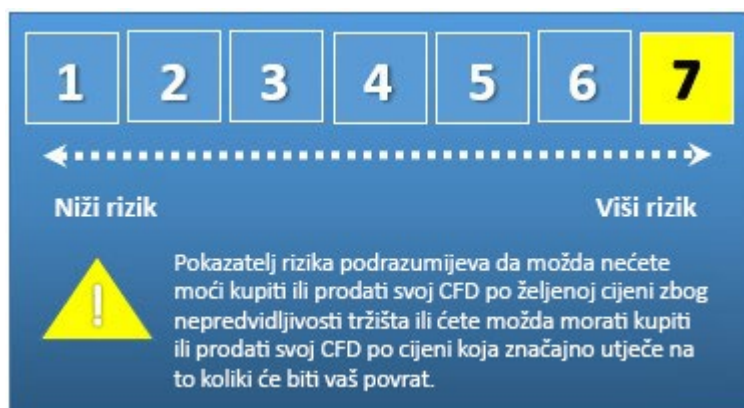 1 2 3 4 5 6 7
Niži rizik Viši rizik
!
Pokazatelj rizika podrazumijeva da možda nećete
moći kupiti ili prodati svoj CFD po željenoj cijeni zbog
nepredvidljivosti tržišta ili ćete možda morati kupiti
ili prodati svoj CFD po cijeni koja značajno utječe na
to koliki će biti vaš povrat.